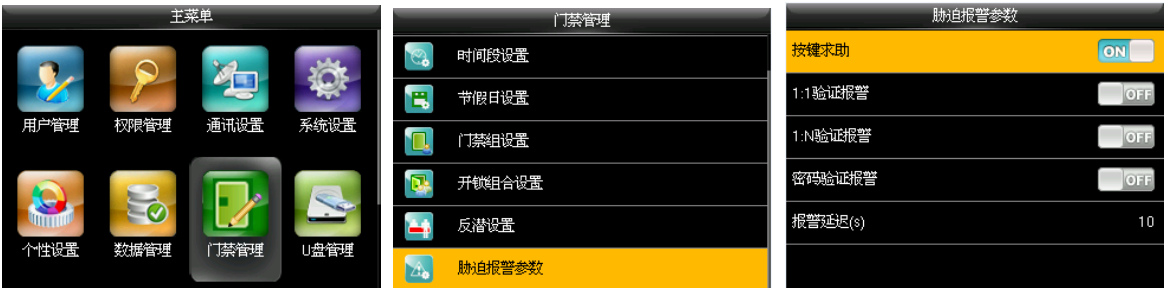 主菜单
用户管理 权限管理 通讯设置 系统设置
个性设置 数据管理 门禁管理 U盘管理
门禁管理
时间段设置
节假日设置
门禁组设置
开锁组合设置
反潜设置
胁迫报警参数
胁迫报警参数
按键求助 ON
1:1验证报警 OFF
1:N验证报警 OFF
密码验证报警 OFF
报警延迟(s) 10